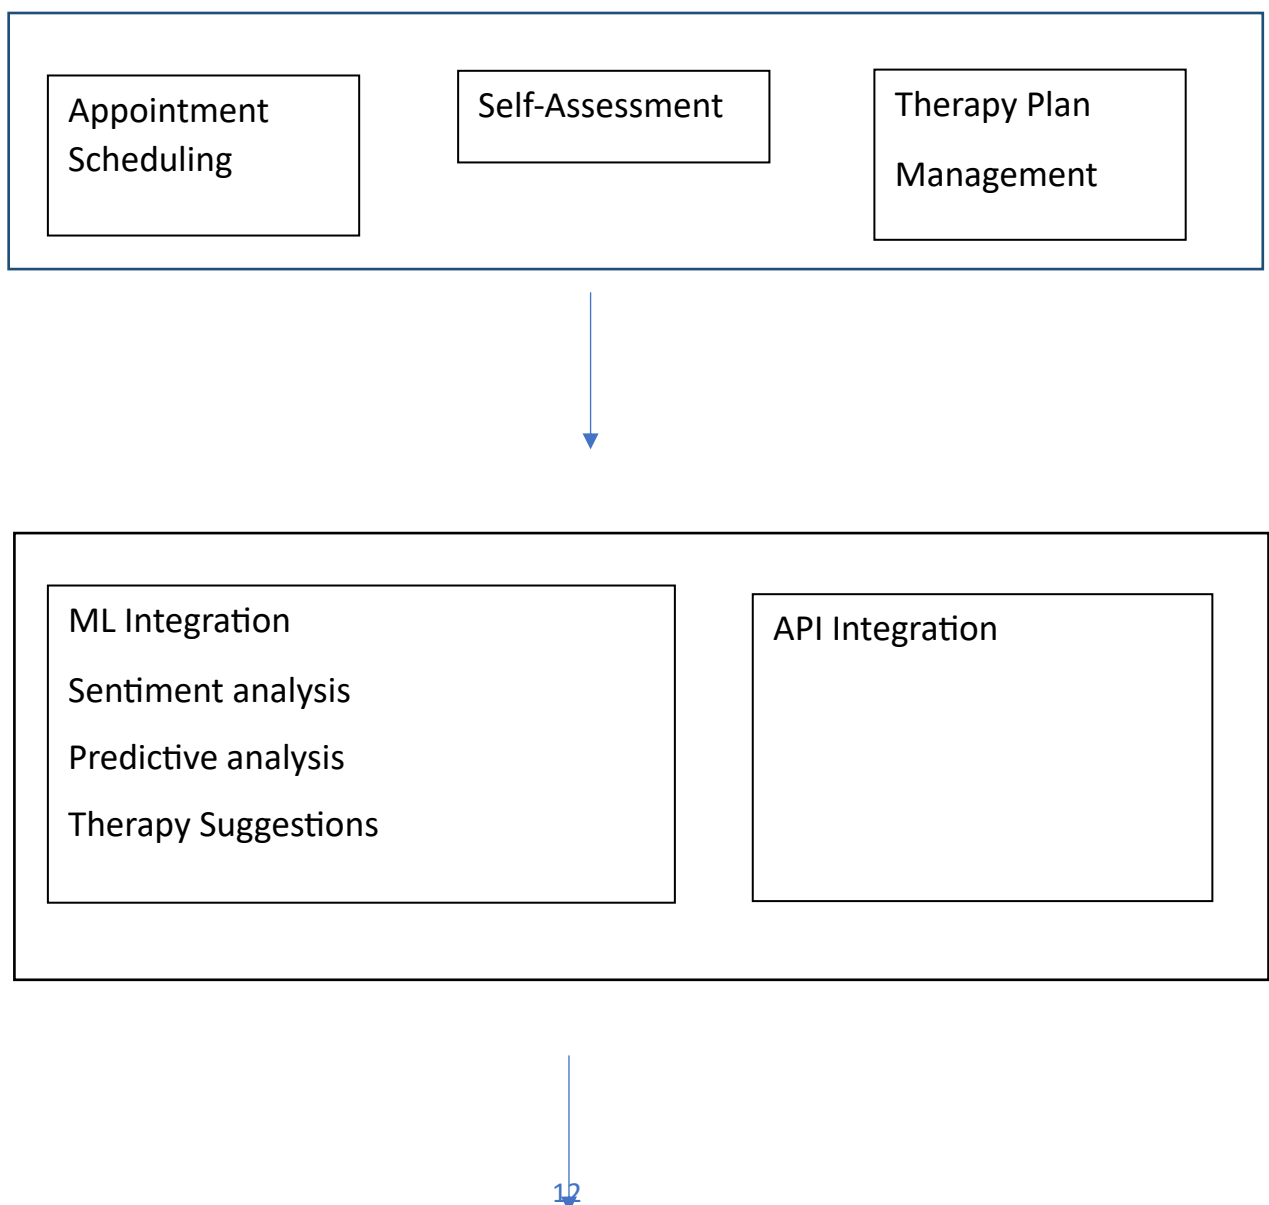 Appointment
Scheduling
Self-Assessment
Therapy Plan
Management
ML Integration
Sentiment analysis
Predictive analysis
Therapy Suggestions
API Integration
12